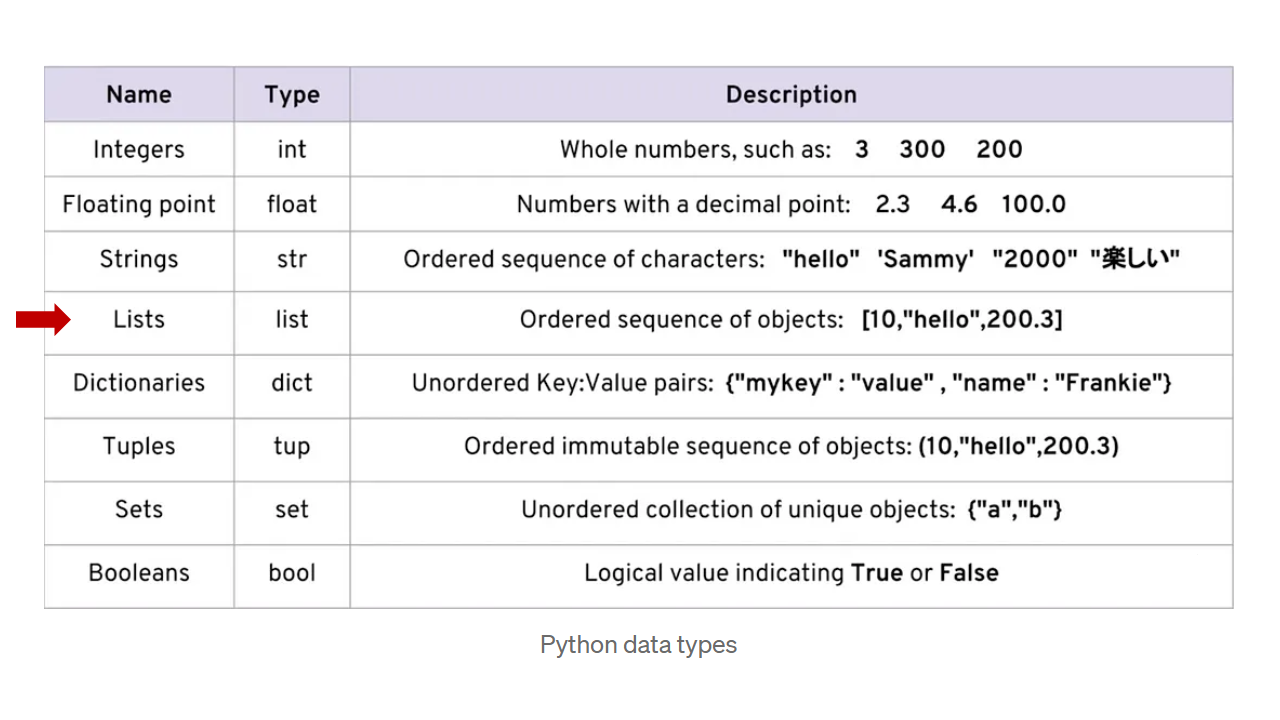 Name Type Description
Integers int Whole numbers, such as: 3 300 200
Floating point float Numbers with a decimal point: 2.3 4.6 100.0
Strings str Ordered sequence of characters: "hello" 'Sammy' "2000" "楽しい"
Lists list Ordered sequence of objects: [10,"hello",200.3]
Dictionaries dict Unordered Key:Value pairs: {"mykey" : "value" , "name" : "Frankie"}
Tuples tup Ordered immutable sequence of objects: (10,"hello",200.3)
Sets set Unordered collection of unique objects: {"a","b"}
Booleans bool Logical value indicating True or False
Python data types